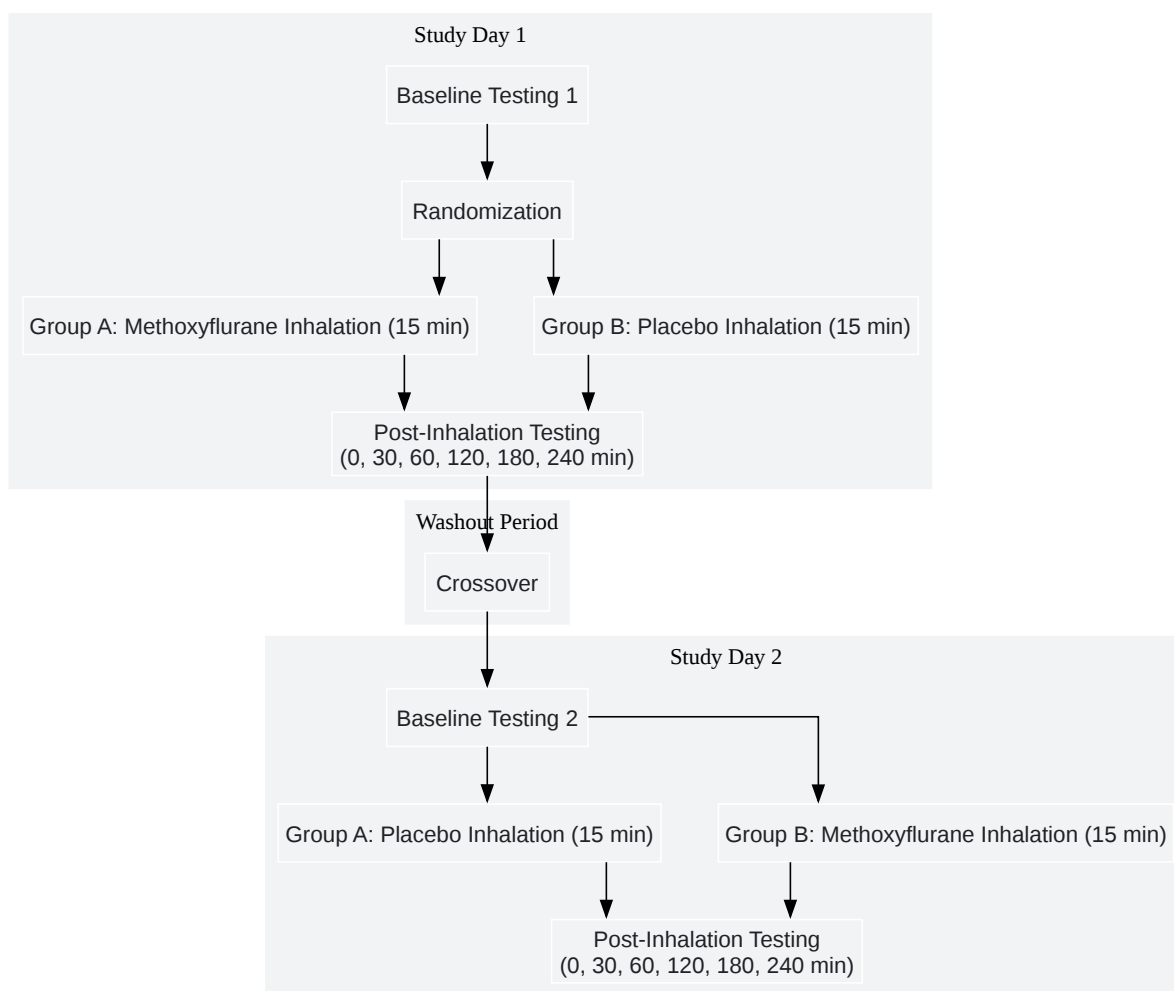 Study Day 1
Baseline Testing 1
Randomization
Group A: Methoxyflurane Inhalation (15 min)
Group B: Placebo Inhalation (15 min)
Post-Inhalation Testing
(0, 30, 60, 120, 180, 240 min)
Washout Period
Crossover
Study Day 2
Baseline Testing 2
Group A: Placebo Inhalation (15 min)
Group B: Methoxyflurane Inhalation (15 min)
Post-Inhalation Testing
(0, 30, 60, 120, 180, 240 min)